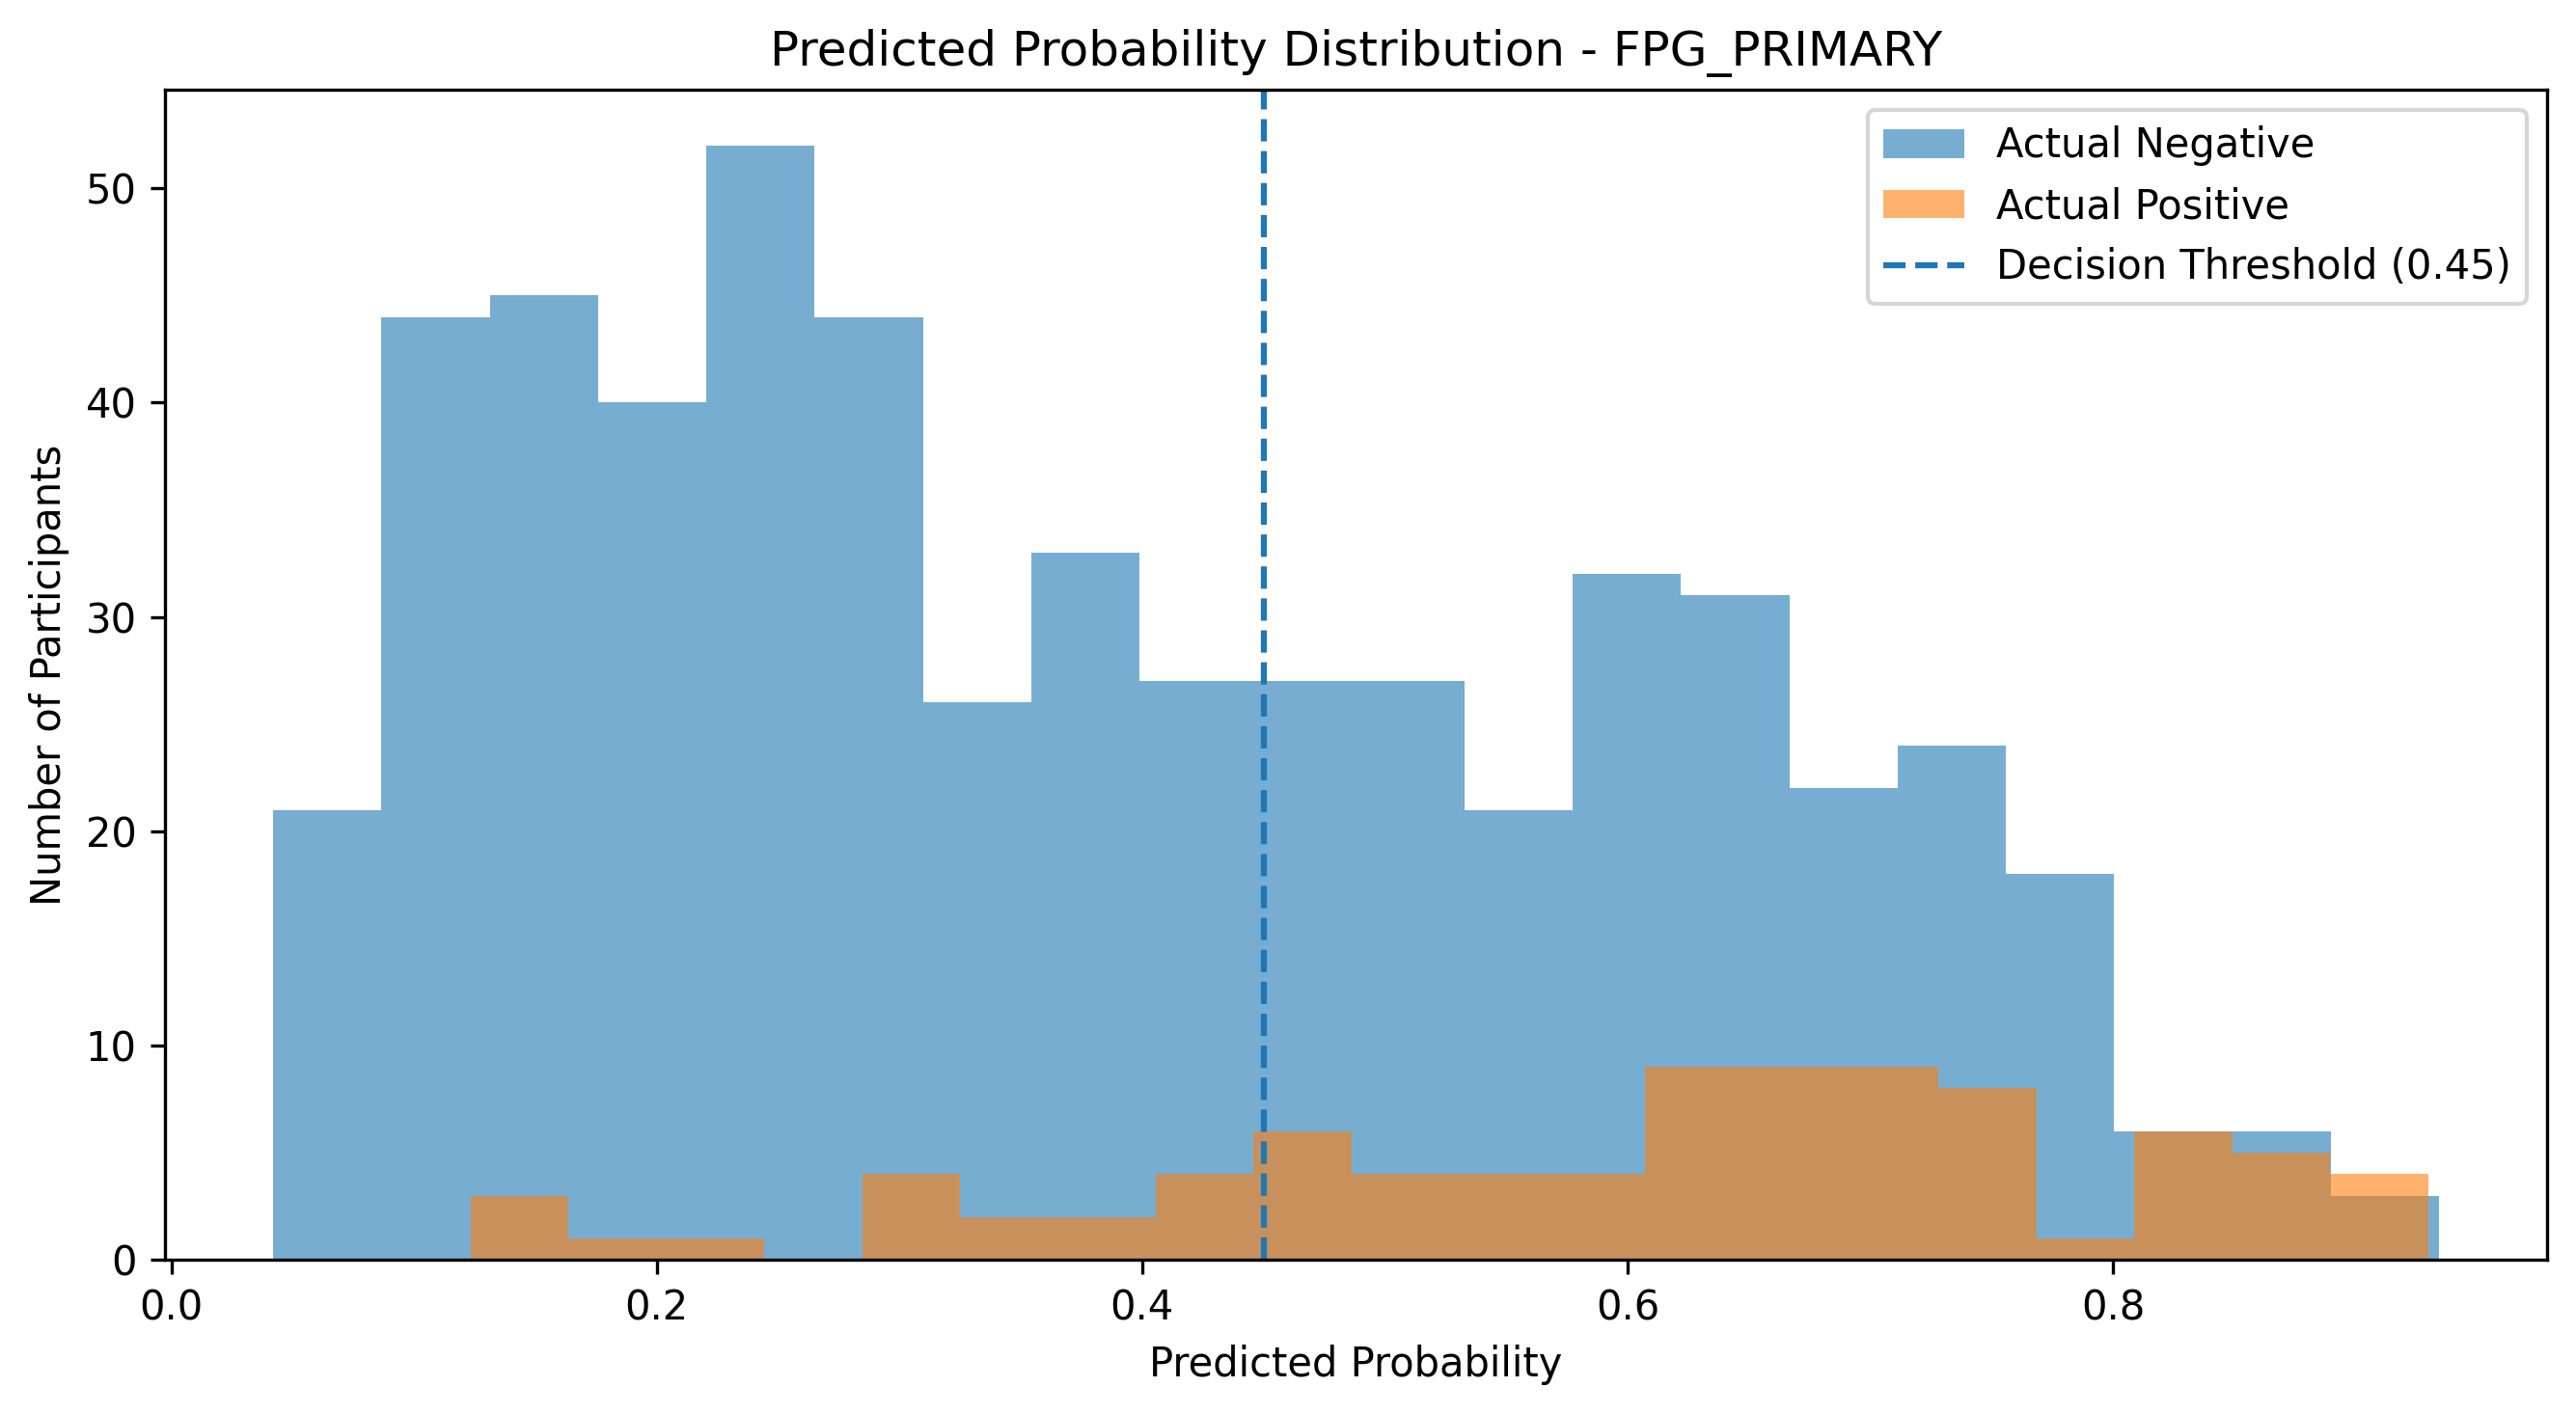 Predicted Probability Distribution - FPG_PRIMARY
Actual Negative
Actual Positive
Decision Threshold (0.45)
Number of Participants
50
40
30
20
10
0
0.0 0.2 0.4 0.6 0.8
Predicted Probability